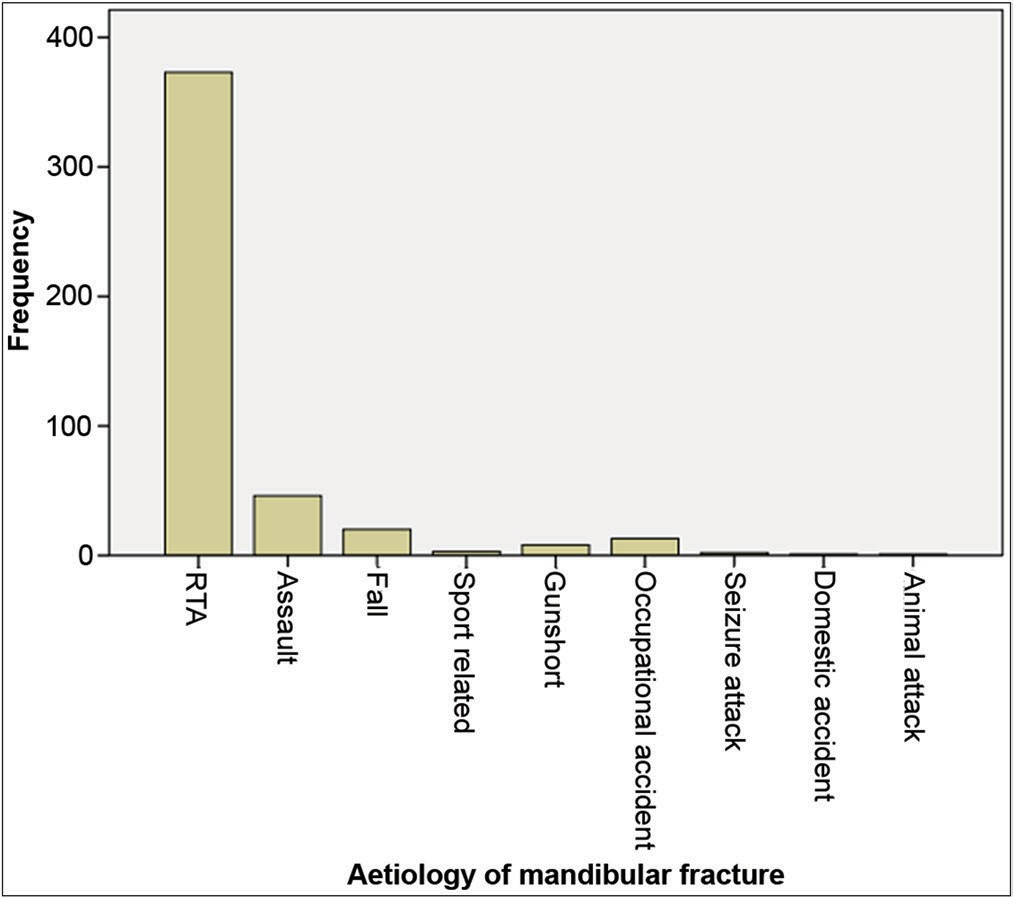 400
300
200
100
0
Frequency
RTA
Assault
Fall
Sport related
Gunshort
Occupational accident
Seizure attack
Domestic accident
Animal attack
Aetiology of mandibular fracture